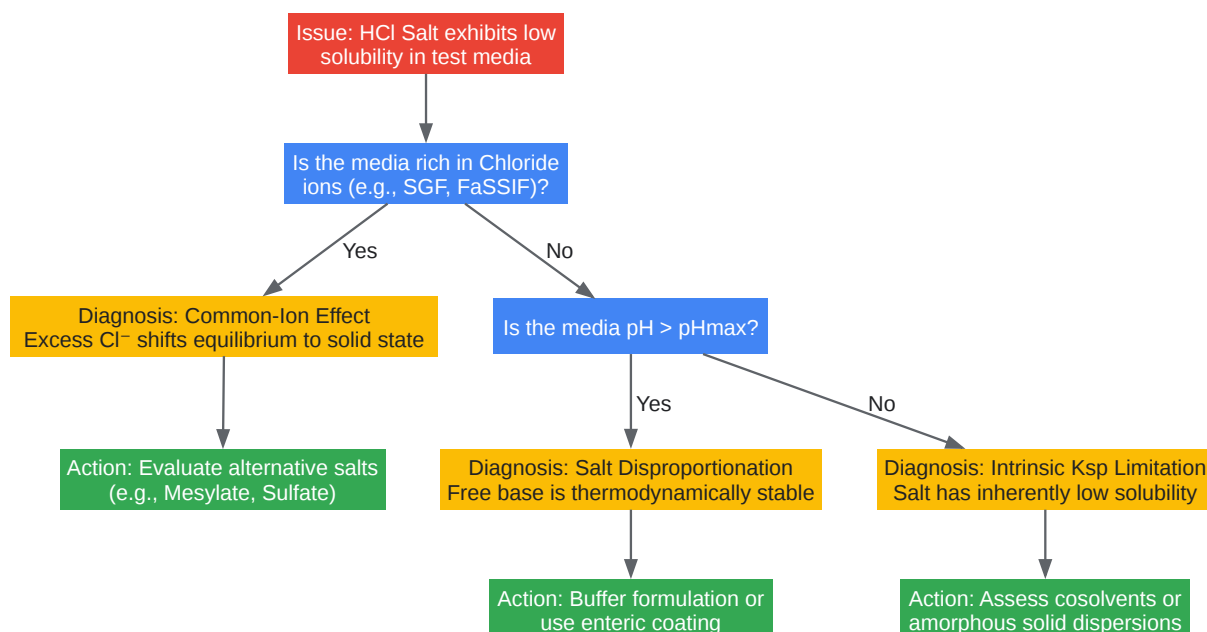 Issue: HCl Salt exhibits low
solubility in test media
Is the media rich in Chloride
ions (e.g., SGF, FaSSIF)?
Yes
No
Diagnosis: Common-Ion Effect
Excess Cl⁻ shifts equilibrium to solid state
Is the media pH > pHmax?
Yes
No
Action: Evaluate alternative salts
(e.g., Mesylate, Sulfate)
Diagnosis: Salt Disproportionation
Free base is thermodynamically stable
Diagnosis: Intrinsic Ksp Limitation
Salt has inherently low solubility
Action: Buffer formulation or
use enteric coating
Action: Assess cosolvents or
amorphous solid dispersions